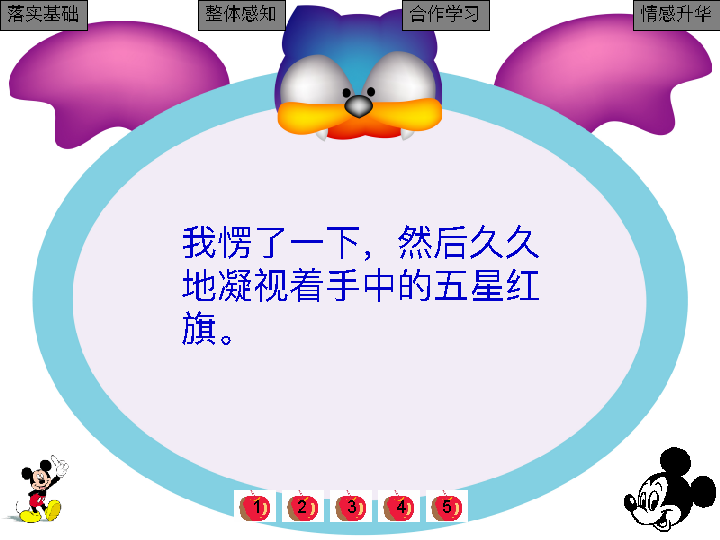 落实基础 整体感知 合作学习 情感升华
我愣了一下，然后久久
地凝视着手中的五星红
旗。
1 2 3 4 5